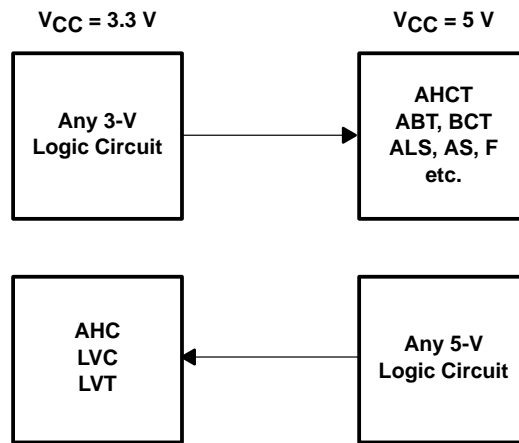 VCC = 3.3 V
VCC = 5 V
Any 3-V
Logic Circuit
AHCT
ABT, BCT
ALS, AS, F
etc.
AHC
LVC
LVT
Any 5-V
Logic Circuit